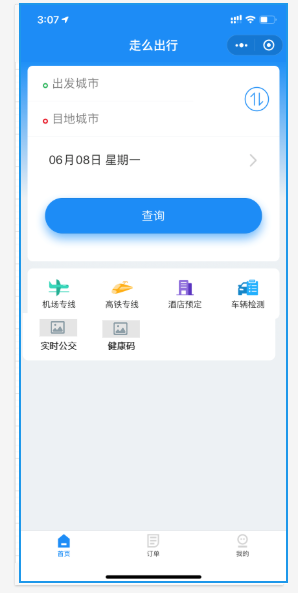 3:07
走么出行
出发城市
目地城市
06月08日 星期一
查询
机场专线 高铁专线 酒店预定 车辆检测
实时公交 健康码
首页 订单 我的